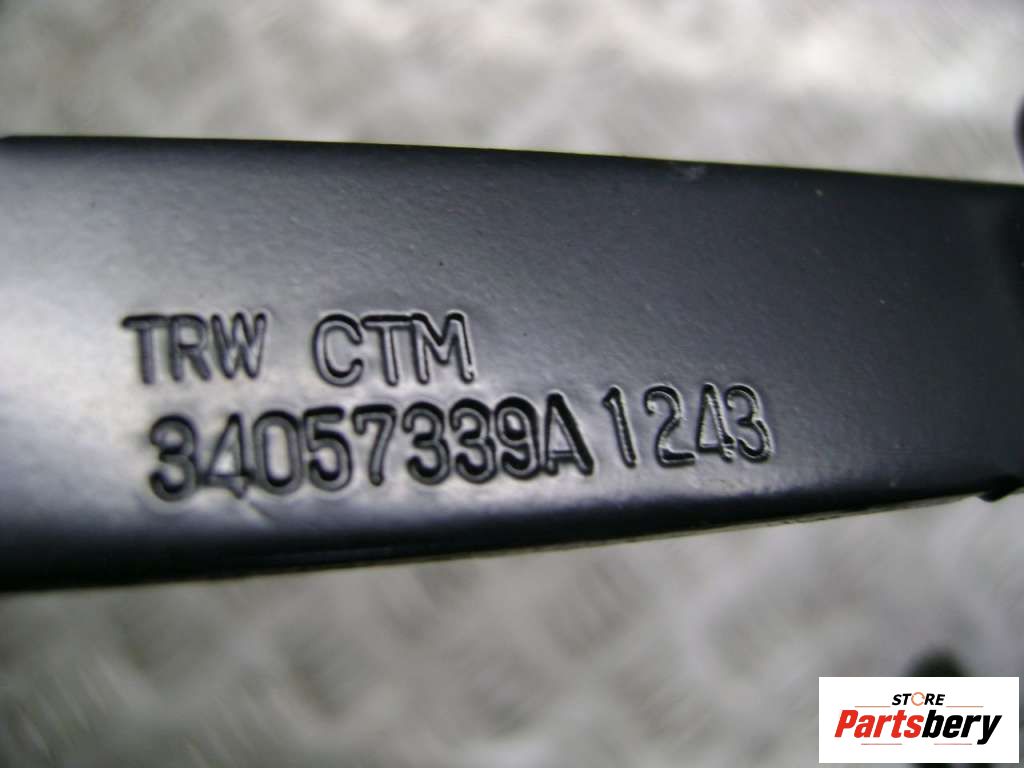 TRW CTM
34057339A 1243
STORE
Partsbery